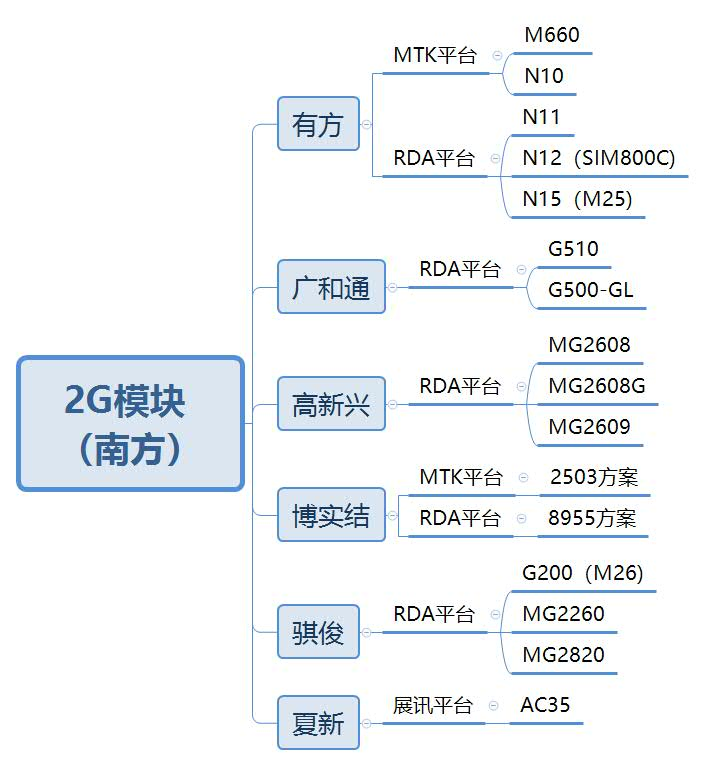 2G模块
（南方）
有方
MTK平台
M660
N10
RDA平台
N11
N12（SIM800C)
N15（M25)
广和通
RDA平台
G510
G500-GL
高新兴
RDA平台
MG2608
MG2608G
MG2609
博实结
MTK平台
2503方案
RDA平台
8955方案
骐俊
RDA平台
G200（M26)
MG2260
MG2820
夏新
展讯平台
AC35